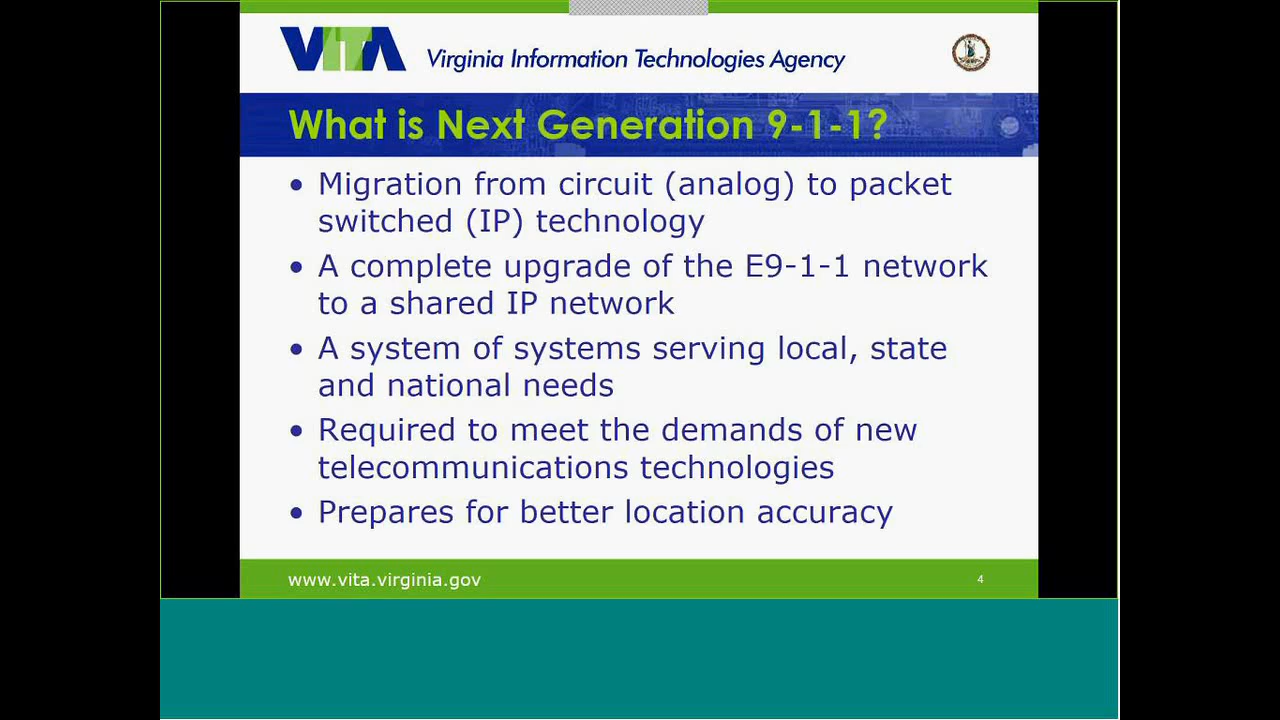 VITA Virginia Information Technologies Agency
What is Next Generation 9-1-1?
• Migration from circuit (analog) to packet
switched (IP) technology
• A complete upgrade of the E9-1-1 network
to a shared IP network
• A system of systems serving local, state
and national needs
• Required to meet the demands of new
telecommunications technologies
• Prepares for better location accuracy
www.vita.virginia.gov 4